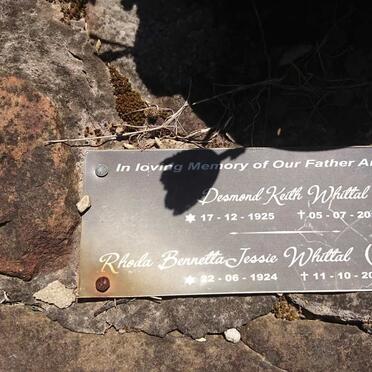 In loving Memory of Our Father
Desmond Keith Whittal
✡ 17 - 12 - 1925 ✝ 05 - 07 - 20
Rhoda Bennetta Jessie Whittal
✡ 22 - 06 - 1924 ✝ 11 - 10 - 20